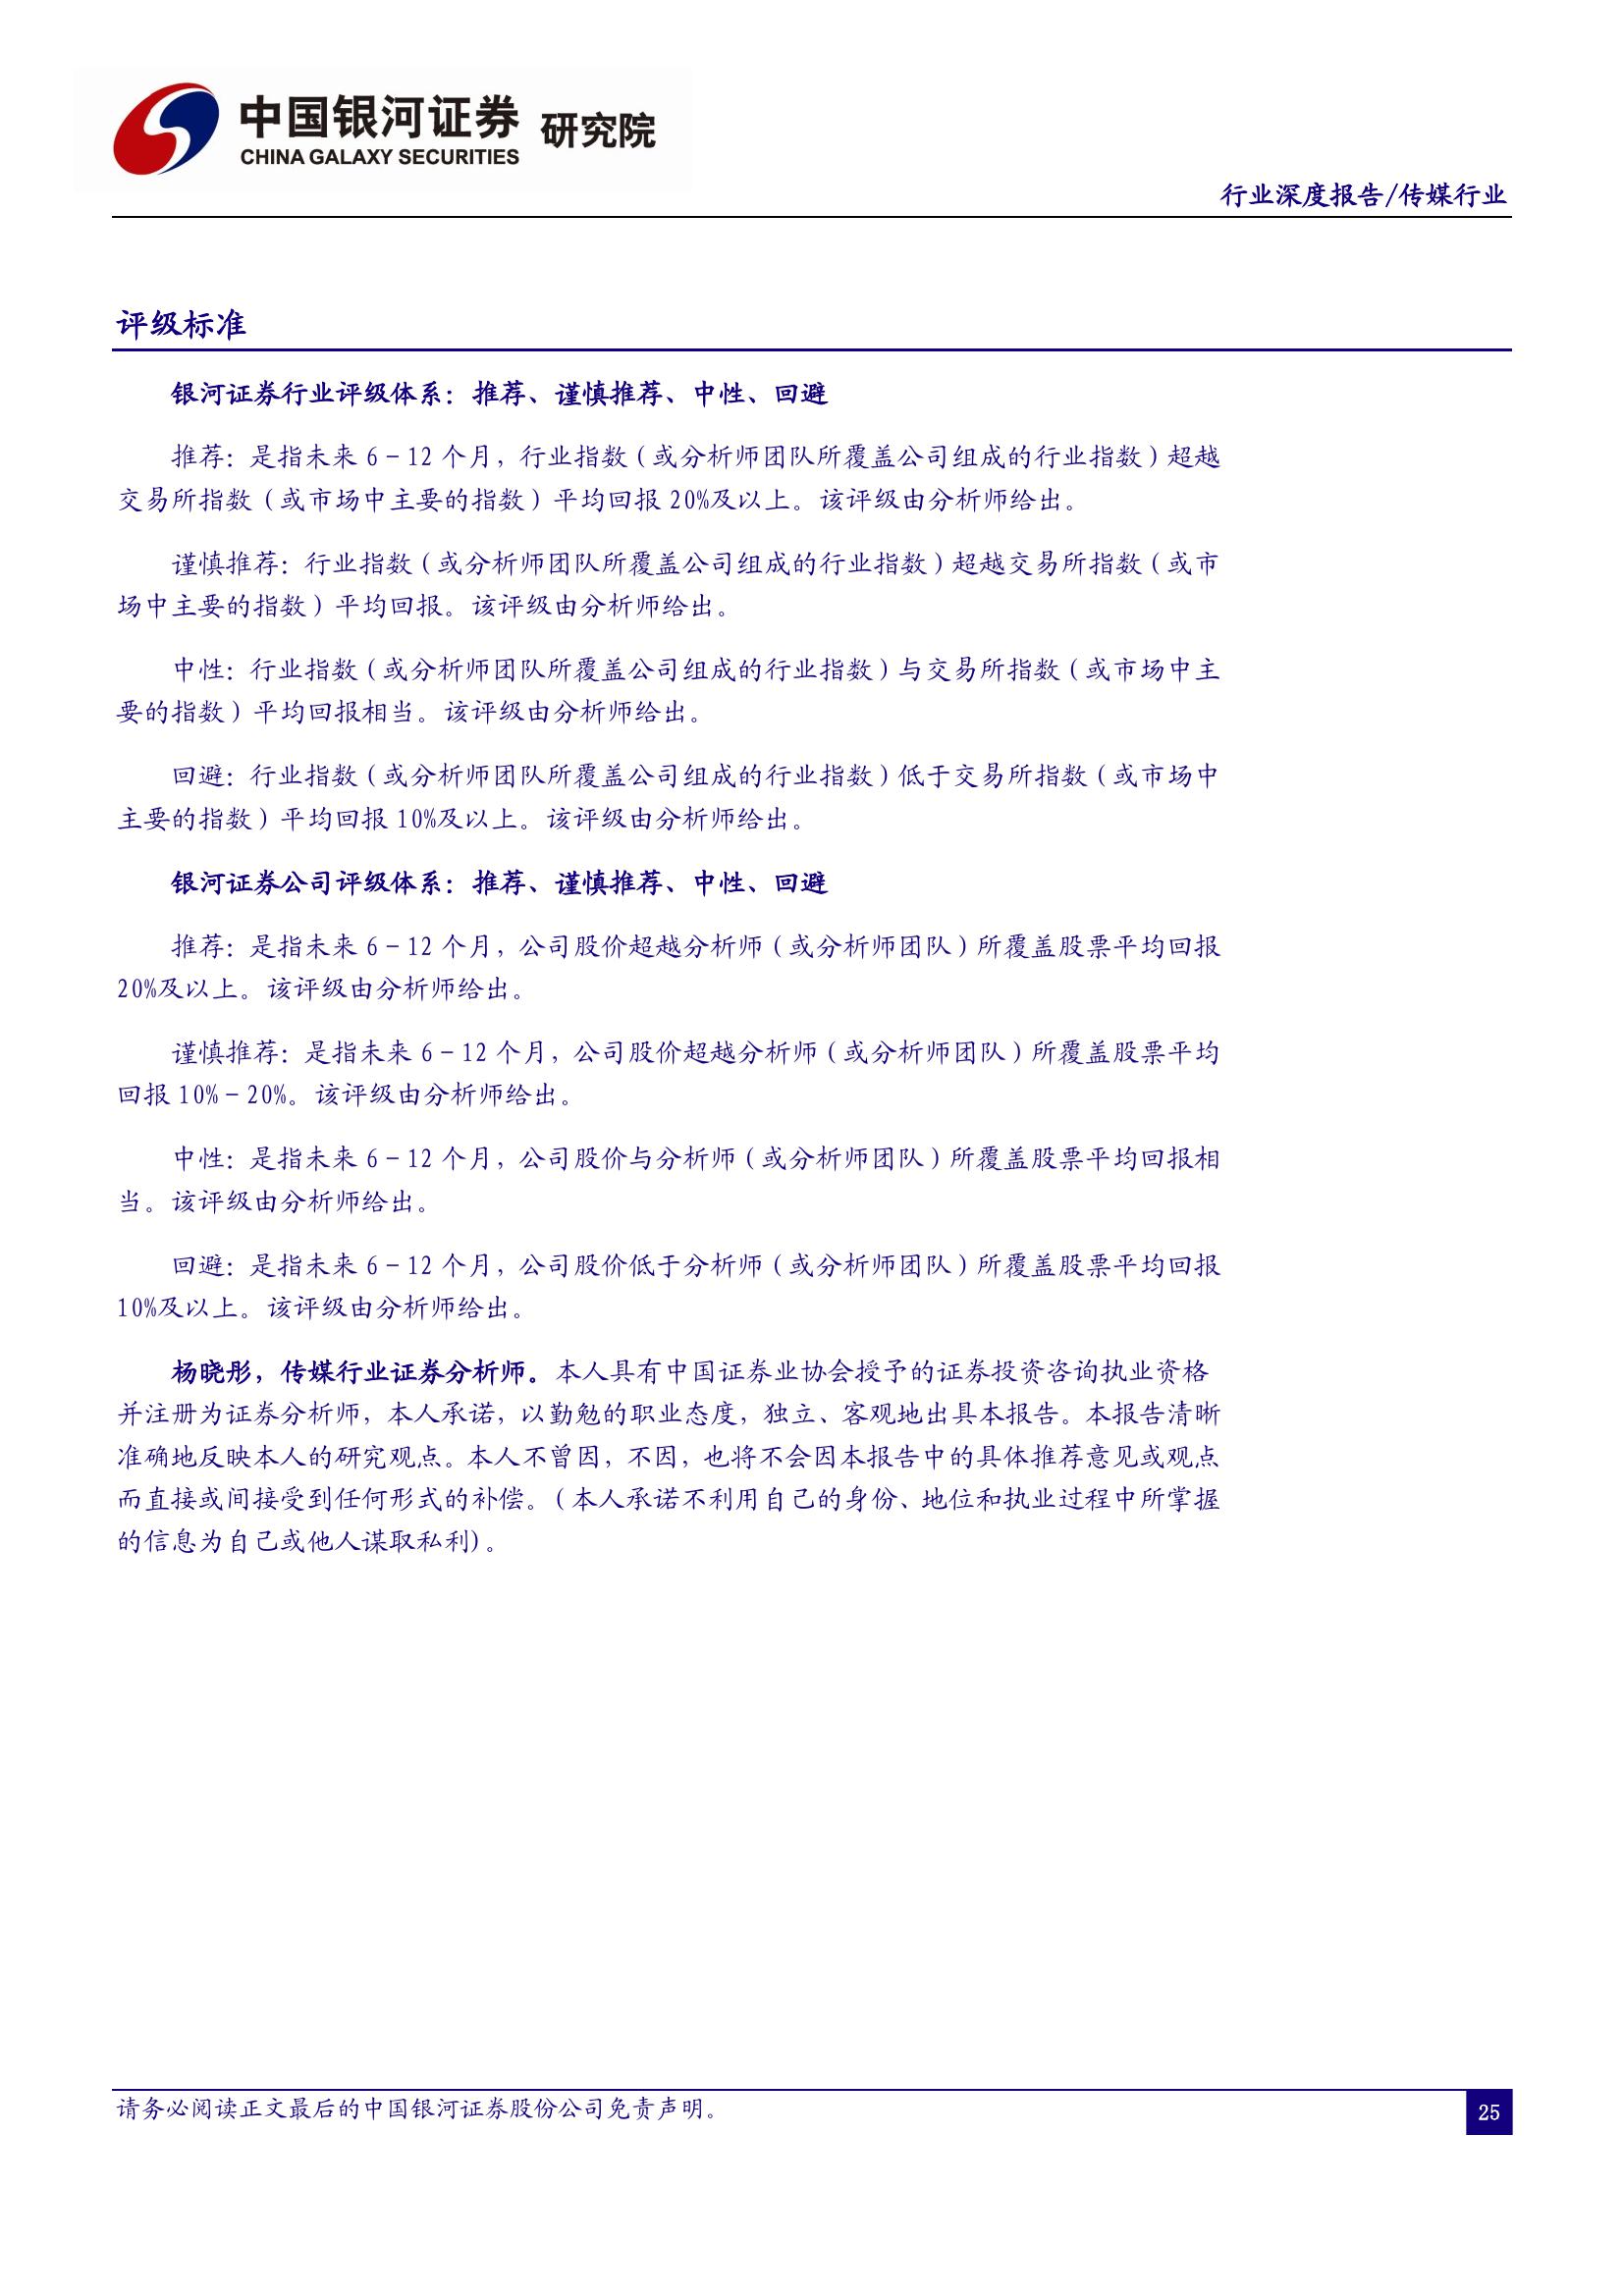 中国银河证券 研究院
CHINA GALAXY SECURITIES
行业深度报告/传媒行业
评级标准
银河证券行业评级体系：推荐、谨慎推荐、中性、回避
推荐：是指未来 6－12 个月，行业指数（或分析师团队所覆盖公司组成的行业指数）超越
交易所指数（或市场中主要的指数）平均回报 20%及以上。该评级由分析师给出。
谨慎推荐：行业指数（或分析师团队所覆盖公司组成的行业指数）超越交易所指数（或市
场中主要的指数）平均回报。该评级由分析师给出。
中性：行业指数（或分析师团队所覆盖公司组成的行业指数）与交易所指数（或市场中主
要的指数）平均回报相当。该评级由分析师给出。
回避：行业指数（或分析师团队所覆盖公司组成的行业指数）低于交易所指数（或市场中
主要的指数）平均回报 10%及以上。该评级由分析师给出。
银河证券公司评级体系：推荐、谨慎推荐、中性、回避
推荐：是指未来 6－12 个月，公司股价超越分析师（或分析师团队）所覆盖股票平均回报
20%及以上。该评级由分析师给出。
谨慎推荐：是指未来 6－12 个月，公司股价超越分析师（或分析师团队）所覆盖股票平均
回报 10%－20%。该评级由分析师给出。
中性：是指未来 6－12 个月，公司股价与分析师（或分析师团队）所覆盖股票平均回报相
当。该评级由分析师给出。
回避：是指未来 6－12 个月，公司股价低于分析师（或分析师团队）所覆盖股票平均回报
10%及以上。该评级由分析师给出。
杨晓彤，传媒行业证券分析师。本人具有中国证券业协会授予的证券投资咨询执业资格
并注册为证券分析师，本人承诺，以勤勉的职业态度，独立、客观地出具本报告。本报告清晰
准确地反映本人的研究观点。本人不曾因，不因，也将不会因本报告中的具体推荐意见或观点
而直接或间接受到任何形式的补偿。（本人承诺不利用自己的身份、地位和执业过程中所掌握
的信息为自己或他人谋取私利)。
请务必阅读正文最后的中国银河证券股份公司免责声明。
25